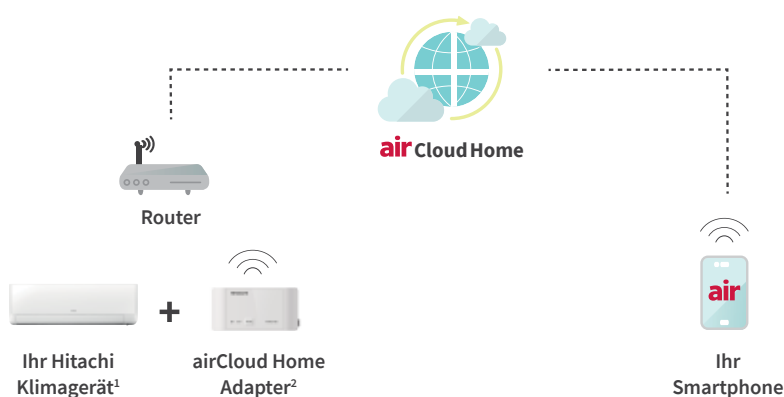 air Cloud Home
Router
Ihr Hitachi
Klimagerät¹
+
airCloud Home
Adapter²
air
Ihr
Smartphone